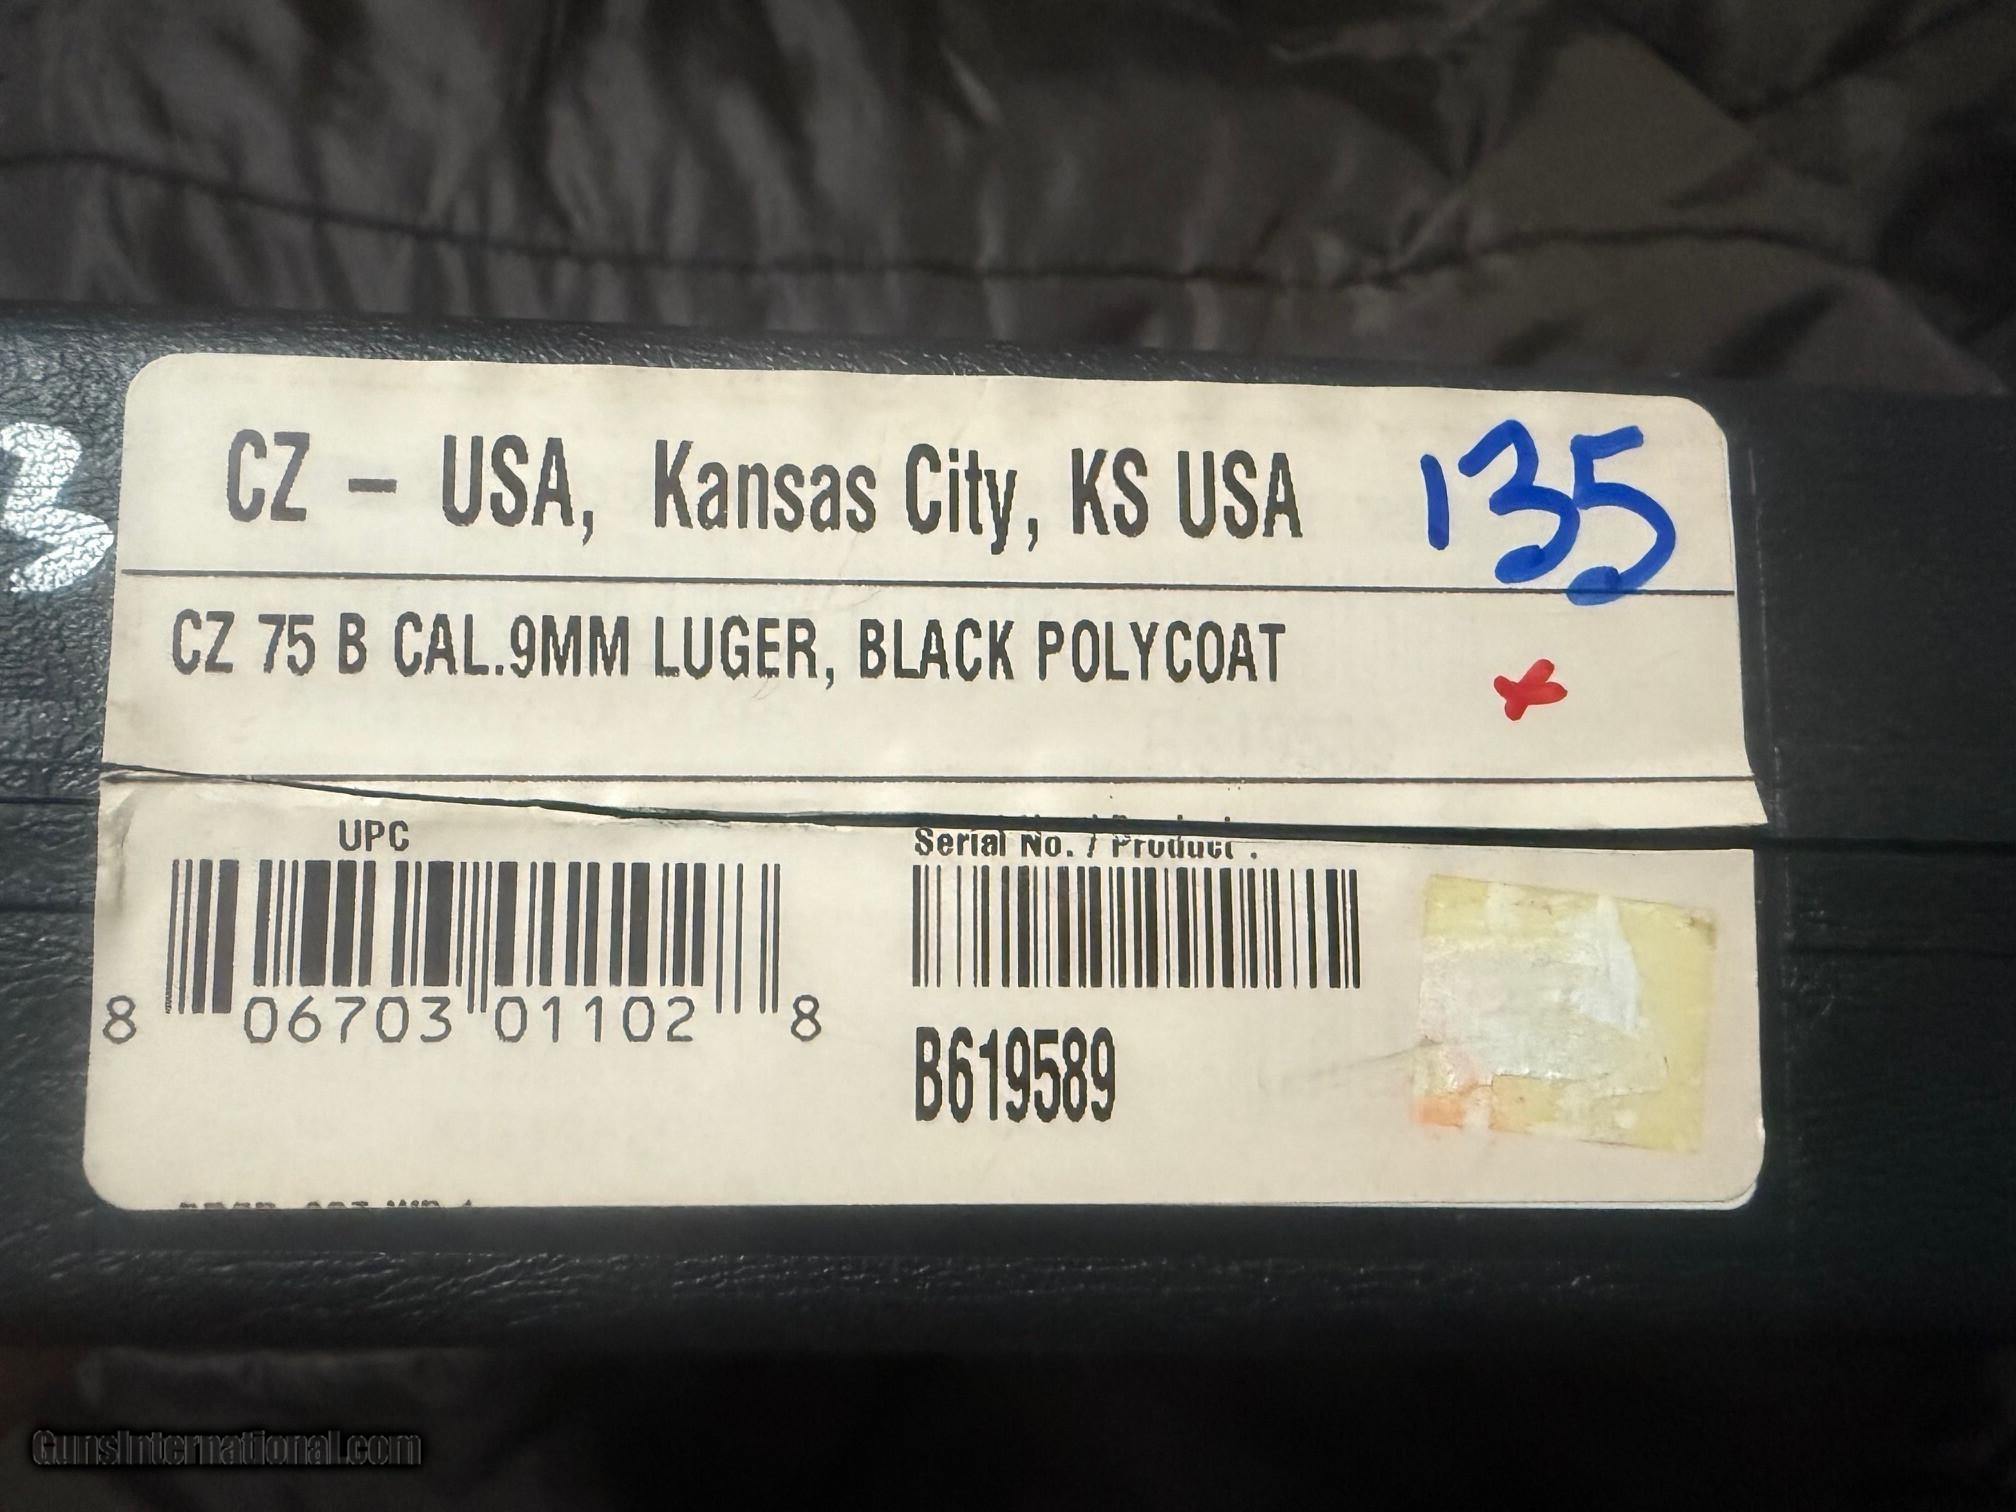 CZ – USA, Kansas City, KS USA
135
CZ 75 B CAL.9MM LUGER, BLACK POLYCOAT
UPC
Serial No. / Product .
8 06703 01102 8
B619589
GunsInternational.com